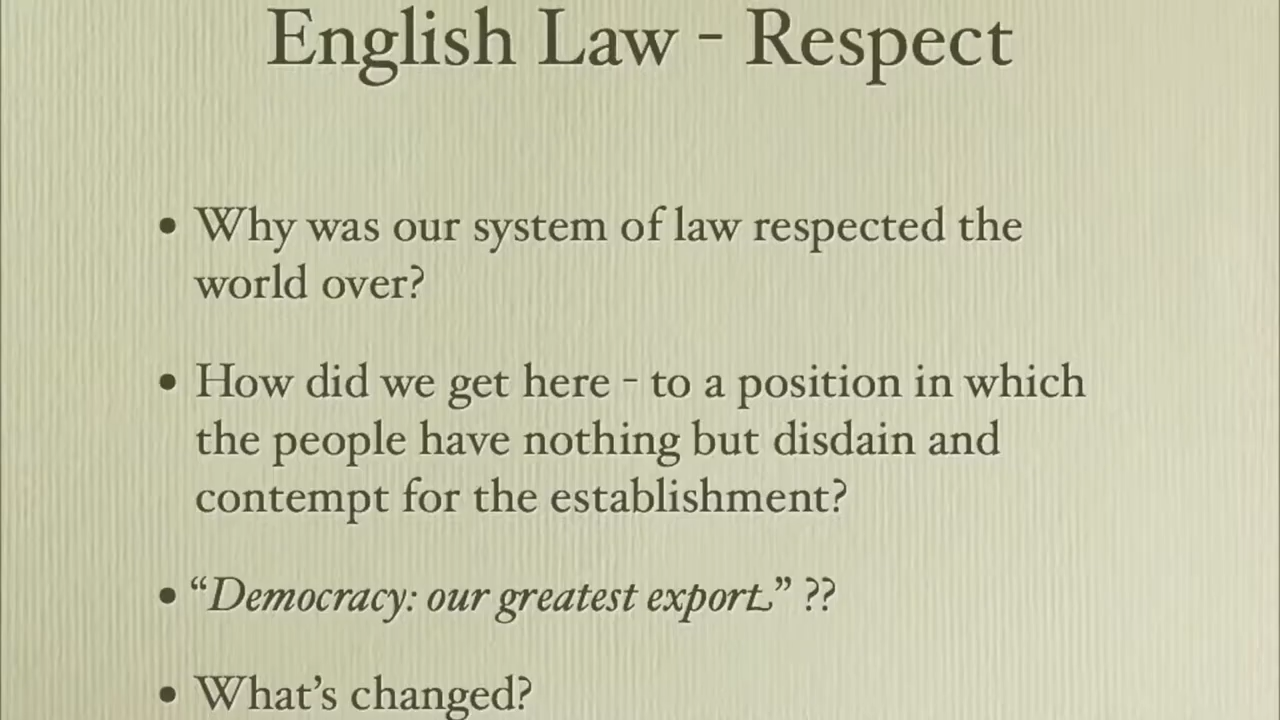 English Law - Respect
• Why was our system of law respected the
world over?
• How did we get here - to a position in which
the people have nothing but disdain and
contempt for the establishment?
• “Democracy: our greatest export.” ??
• What’s changed?